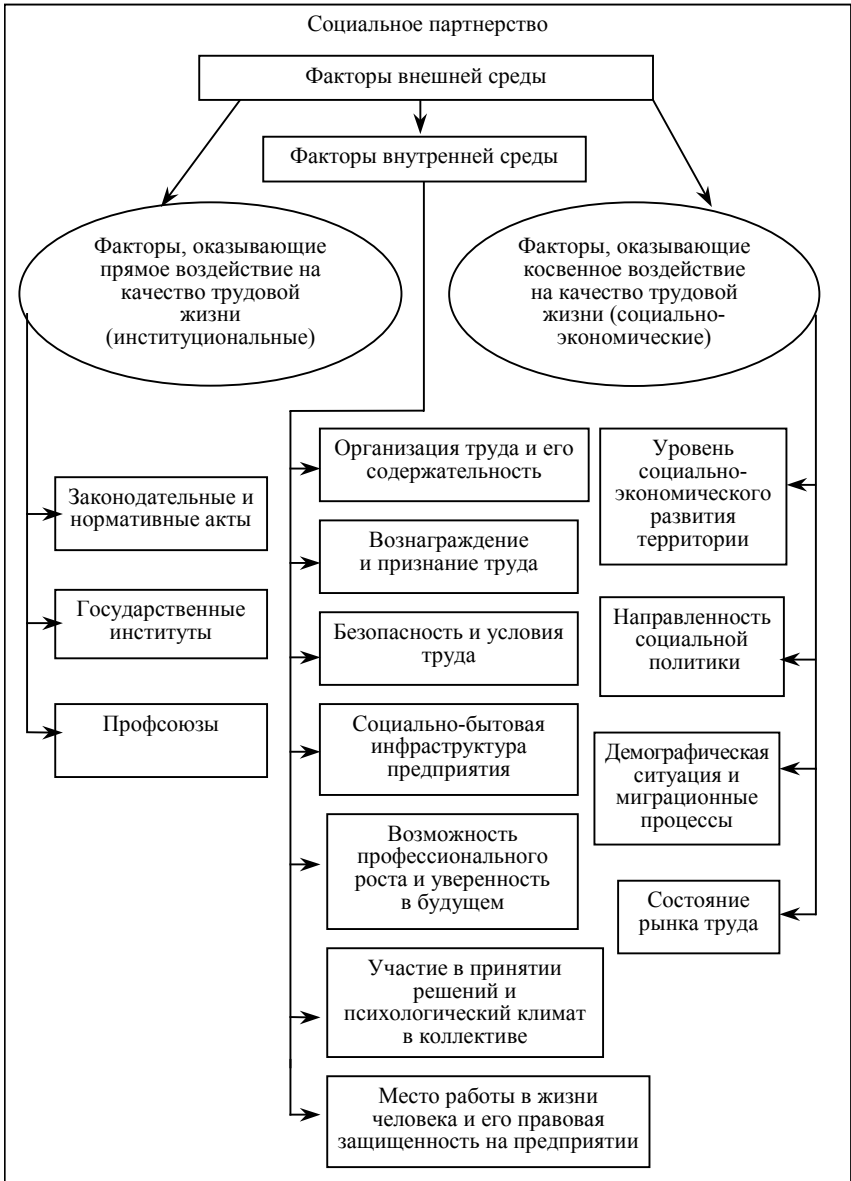 Социальное партнерство
Факторы внешней среды
Факторы внутренней среды
Факторы, оказывающие
прямое воздействие на
качество трудовой
жизни
(институциональные)
Факторы, оказывающие
косвенное воздействие
на качество трудовой
жизни (социально-
экономические)
Законодательные и
нормативные акты
Государственные
институты
Профсоюзы
Организация труда и его
содержательность
Вознаграждение
и признание труда
Безопасность и условия
труда
Социально-бытовая
инфраструктура
предприятия
Возможность
профессионального
роста и уверенность
в будущем
Участие в принятии
решений и
психологический климат
в коллективе
Место работы в жизни
человека и его правовая
защищенность на предприятии
Уровень
социально-
экономического
развития
территории
Направленность
социальной
политики
Демографическая
ситуация и
миграционные
процессы
Состояние
рынка труда